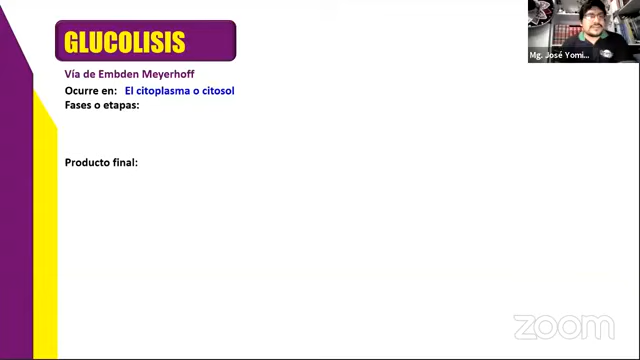 GLUCOLISIS
Mg. José Yomi...
Vía de Embden Meyerhoff
Ocurre en: El citoplasma o citosol
Fases o etapas:
Producto final:
zoom